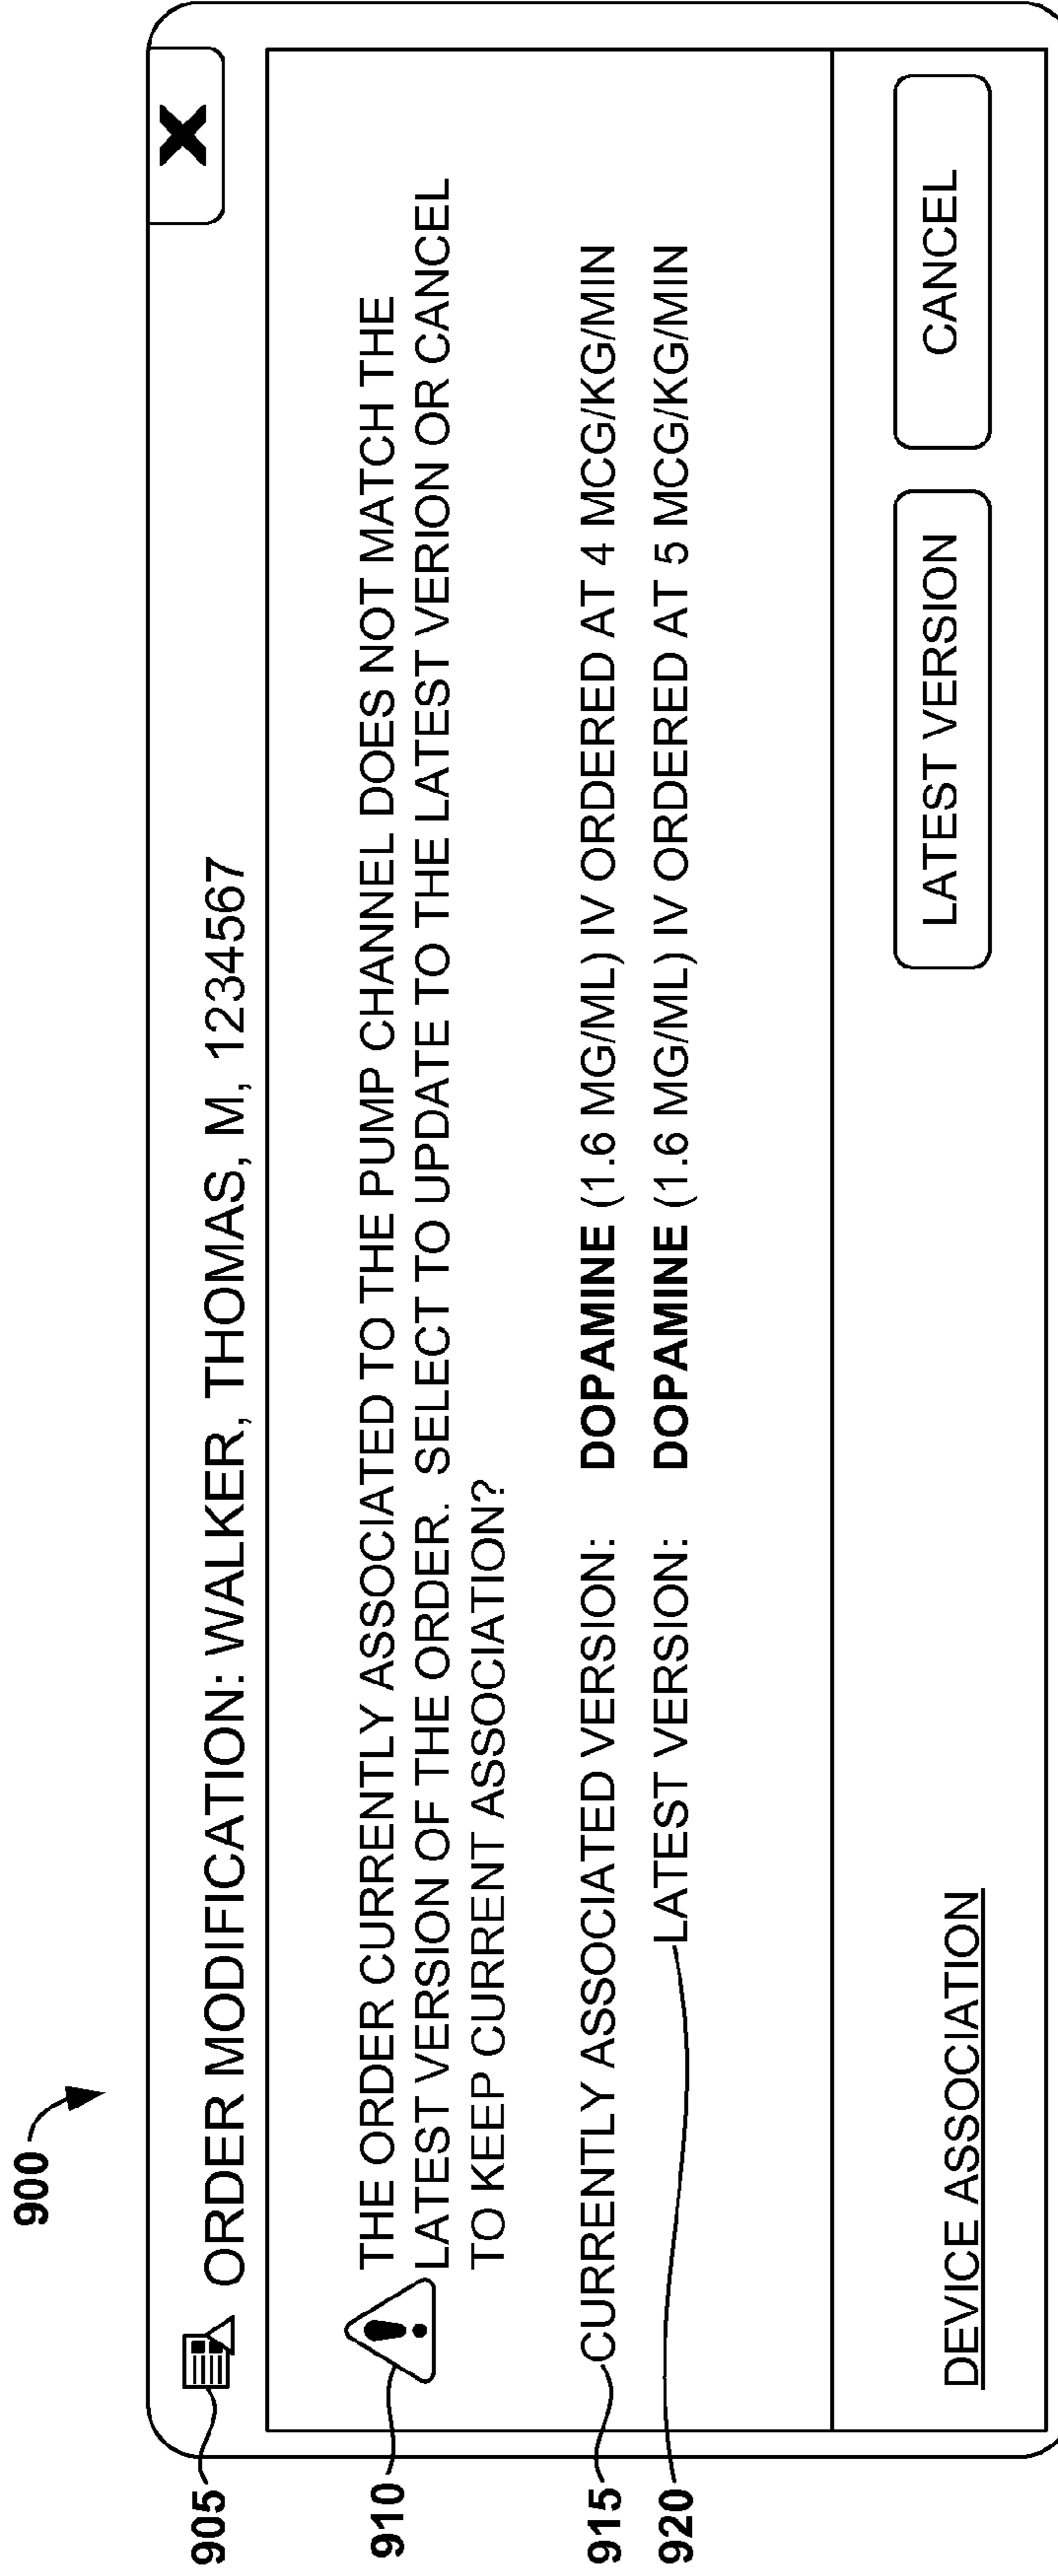 900
905
ORDER MODIFICATION: WALKER, THOMAS, M, 1234567
X
910
THE ORDER CURRENTLY ASSOCIATED TO THE PUMP CHANNEL DOES NOT MATCH THE
LATEST VERSION OF THE ORDER. SELECT TO UPDATE TO THE LATEST VERION OR CANCEL
TO KEEP CURRENT ASSOCIATION?
915
CURRENTLY ASSOCIATED VERSION: DOPAMINE (1.6 MG/ML) IV ORDERED AT 4 MCG/KG/MIN
920
LATEST VERSION: DOPAMINE (1.6 MG/ML) IV ORDERED AT 5 MCG/KG/MIN
DEVICE ASSOCIATION
LATEST VERSION
CANCEL